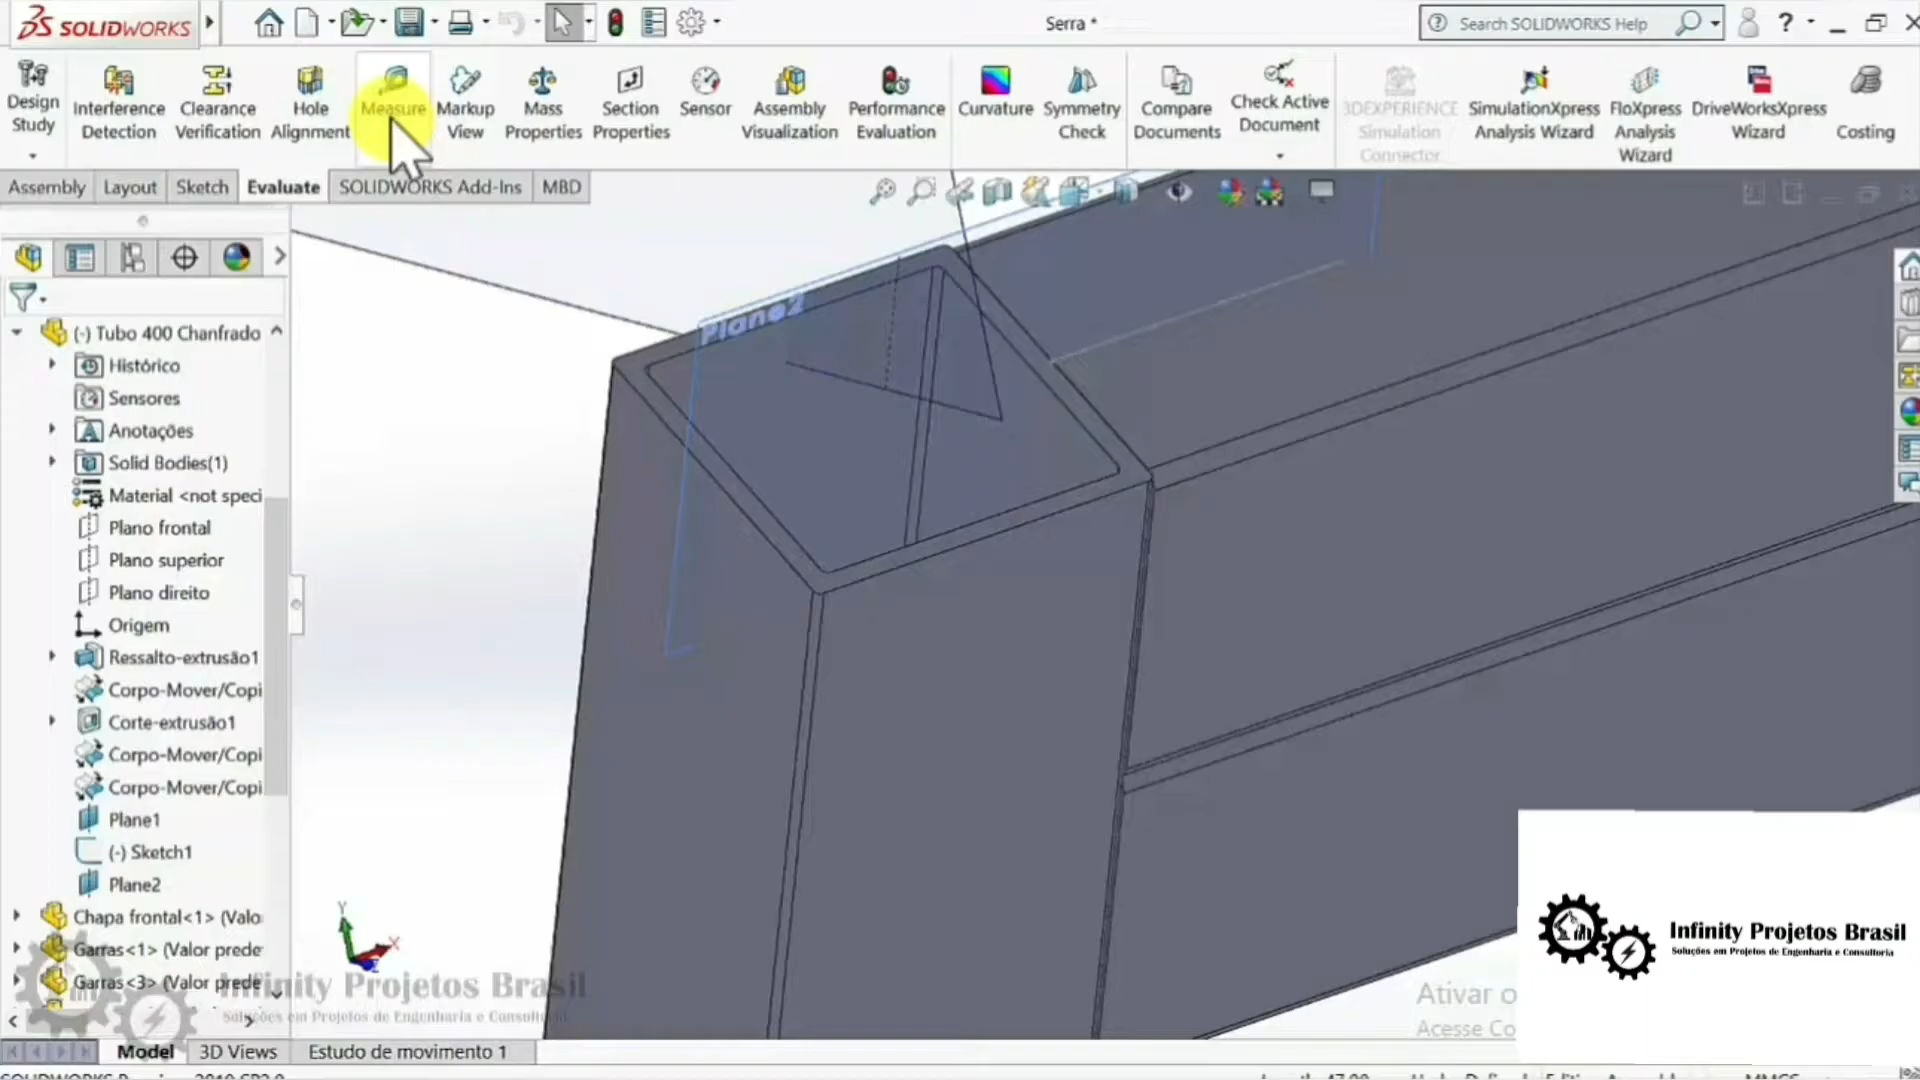 SOLIDWORKS
Serra *
Search SOLIDWORKS Help
Design Study
Interference Detection
Clearance Verification
Hole Alignment
Measure
Markup View
Mass Properties
Section Properties
Sensor
Assembly Visualization
Performance Evaluation
Curvature
Symmetry Check
Compare Documents
Check Active Document
3DEXPERIENCE Simulation Connector
SimulationXpress Analysis Wizard
FloXpress Analysis Wizard
DriveWorksXpress Wizard
Costing
Assembly Layout Sketch Evaluate SOLIDWORKS Add-Ins MBD
Plane2
(-) Tubo 400 Chanfrado
Histórico
Sensores
Anotações
Solid Bodies(1)
Material <not speci
Plano frontal
Plano superior
Plano direito
Origem
Ressalto-extrusão1
Corpo-Mover/Copi
Corte-extrusão1
Corpo-Mover/Copi
Corpo-Mover/Copi
Plane1
(-) Sketch1
Plane2
Chapa frontal<1> (Valo
Garras<1> (Valor prede
Garras<3> (Valor prede
Y
X
Infinity Projetos Brasil
Soluções em Projetos de Engenharia e Consultoria
Infinity Projetos Brasil
Soluções em Projetos de Engenharia e Consultoria
Ativar o
Acesse Co
Model 3D Views Estudo de movimento 1